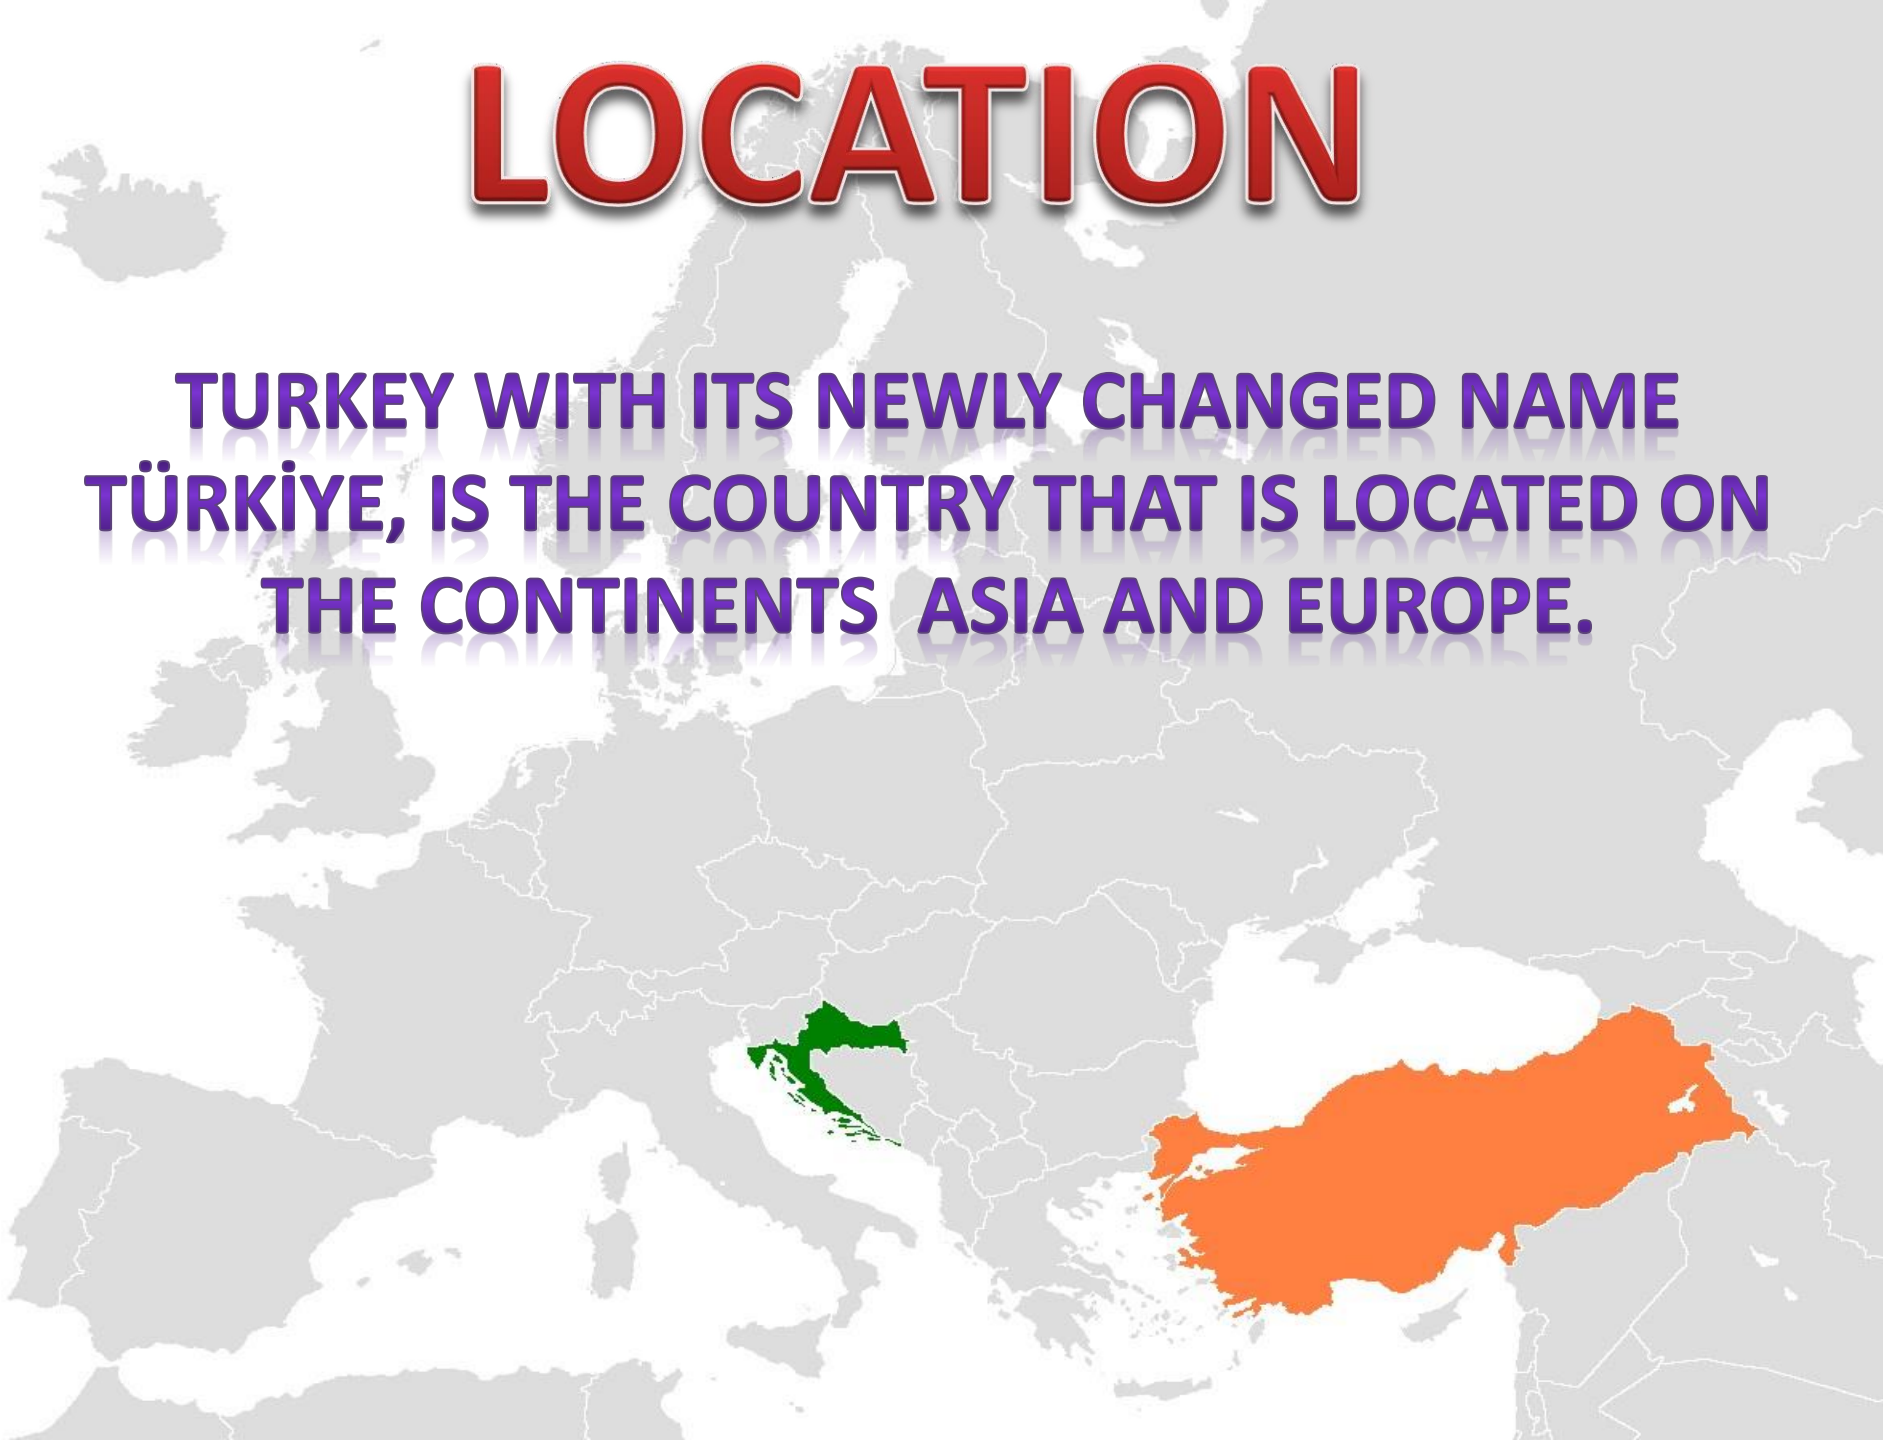 LOCATION
TURKEY WITH ITS NEWLY CHANGED NAME
TÜRKİYE, IS THE COUNTRY THAT IS LOCATED ON
THE CONTINENTS  ASIA AND EUROPE.